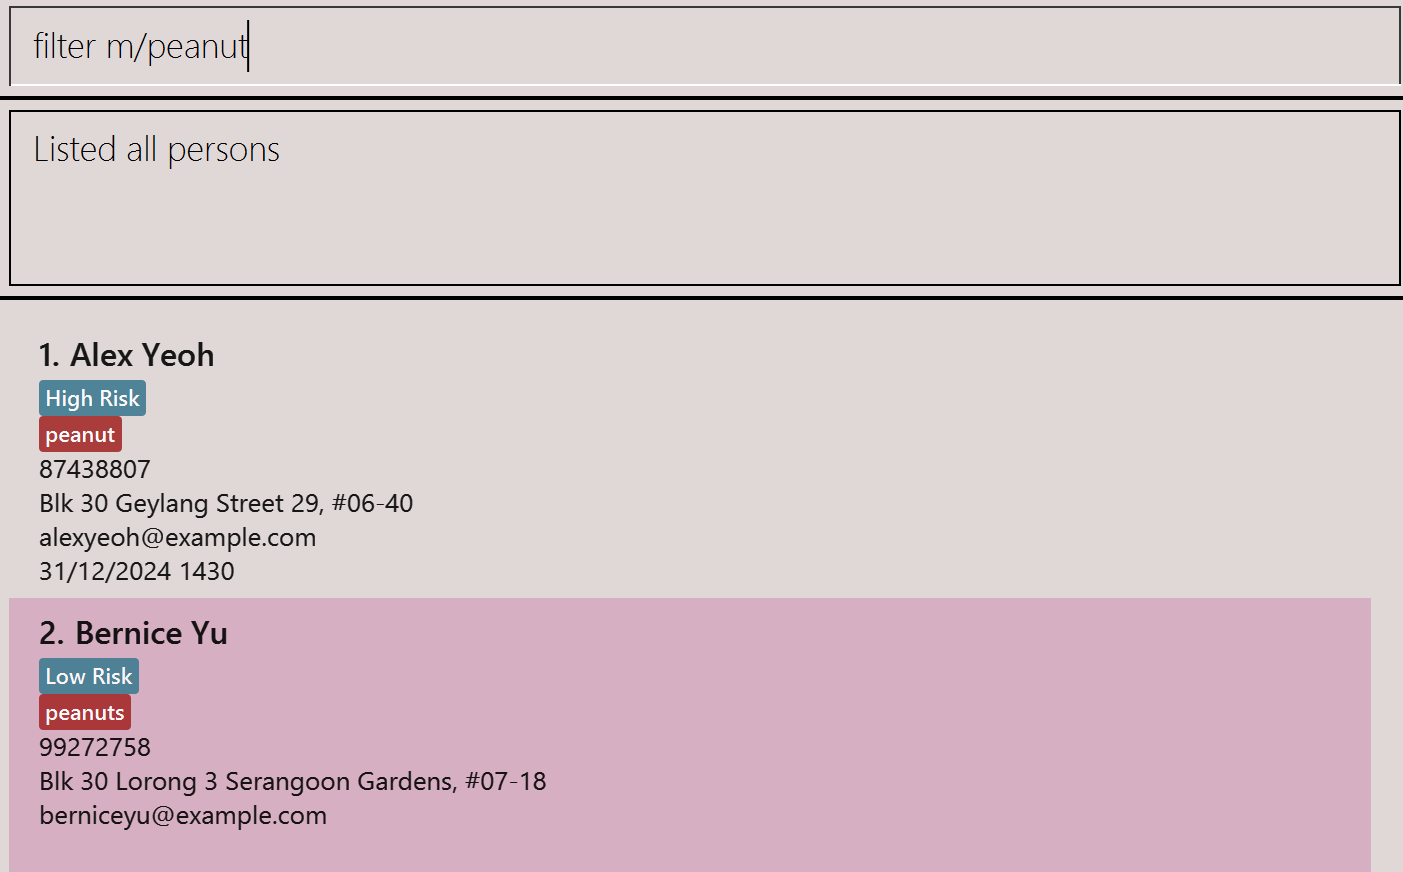 filter m/peanut
Listed all persons
1. Alex Yeoh
High Risk
peanut
87438807
Blk 30 Geylang Street 29, #06-40
alexyeoh@example.com
31/12/2024 1430
2. Bernice Yu
Low Risk
peanuts
99272758
Blk 30 Lorong 3 Serangoon Gardens, #07-18
berniceyu@example.com